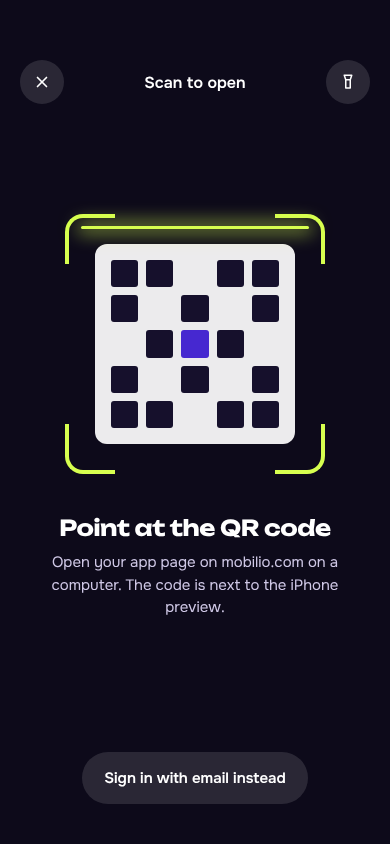 Scan to open
Point at the QR code
Open your app page on mobilio.com on a
computer. The code is next to the iPhone
preview.
Sign in with email instead